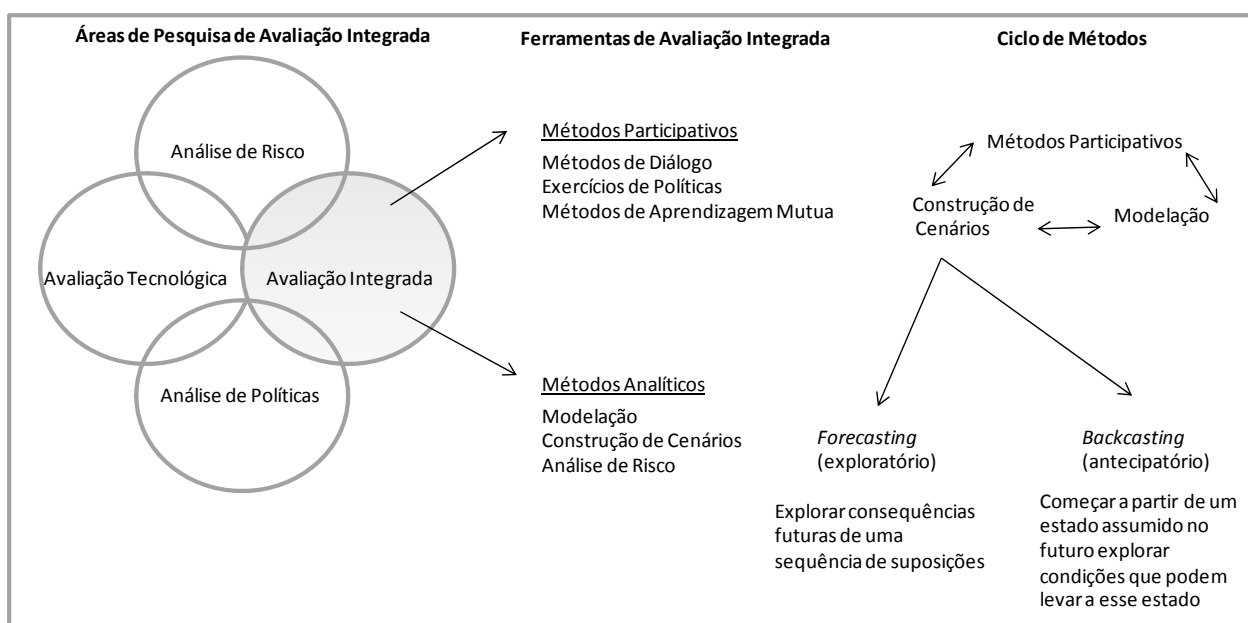 Áreas de Pesquisa de Avaliação Integrada
Análise de Risco
Avaliação Tecnológica
Avaliação Integrada
Análise de Políticas
Ferramentas de Avaliação Integrada
Métodos Participativos
Métodos de Diálogo
Exercícios de Políticas
Métodos de Aprendizagem Mutua
Métodos Analíticos
Modelação
Construção de Cenários
Análise de Risco
Ciclo de Métodos
Métodos Participativos
Construção de
Cenários
Modelação
Forecasting
(exploratório)
Explorar consequências
futuras de uma
sequência de suposições
Backcasting
(antecipatório)
Começar a partir de um
estado assumido no
futuro explorar
condições que podem
levar a esse estado